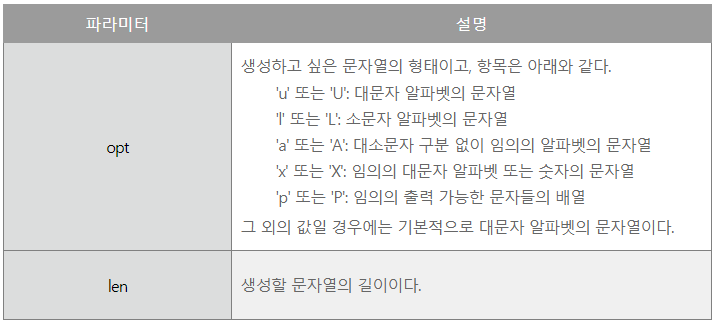 파라미터 설명
opt
생성하고 싶은 문자열의 형태이고, 항목은 아래와 같다.
'u' 또는 'U': 대문자 알파벳의 문자열
'l' 또는 'L': 소문자 알파벳의 문자열
'a' 또는 'A': 대소문자 구분 없이 임의의 알파벳의 문자열
'x' 또는 'X': 임의의 대문자 알파벳 또는 숫자의 문자열
'p' 또는 'P': 임의의 출력 가능한 문자들의 배열
그 외의 값일 경우에는 기본적으로 대문자 알파벳의 문자열이다.
len 생성할 문자열의 길이이다.